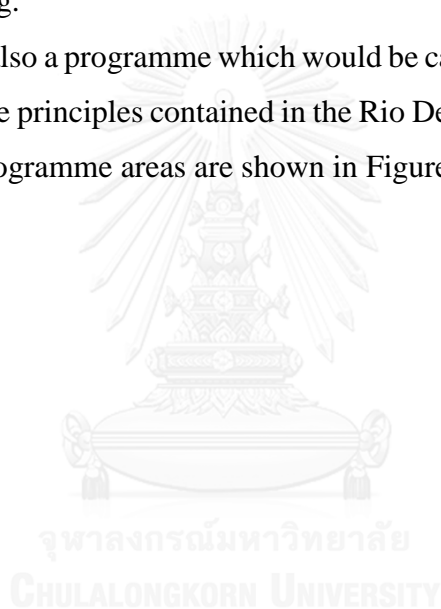 g.
lso a programme which would be ca
e principles contained in the Rio De
ogramme areas are shown in Figure
จุฬาลงกรณ์มหาวิทยาลัย
CHULALONGKORN UNIVERSITY